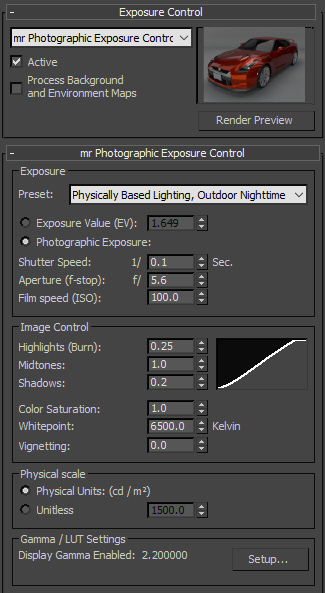 - Exposure Control
mr Photographic Exposure Contrc
Active
Process Background
and Environment Maps
Render Preview
- mr Photographic Exposure Control
Exposure
Preset: Physically Based Lighting, Outdoor Nighttime
Exposure Value (EV): 1.649
Photographic Exposure:
Shutter Speed: 1/ 0.1 Sec.
Aperture (f-stop): f/ 5.6
Film speed (ISO): 100.0
Image Control
Highlights (Burn): 0.25
Midtones: 1.0
Shadows: 0.2
Color Saturation: 1.0
Whitepoint: 6500.0 Kelvin
Vignetting: 0.0
Physical scale
Physical Units: (cd / m²)
Unitless 1500.0
Gamma / LUT Settings
Display Gamma Enabled: 2.200000
Setup...